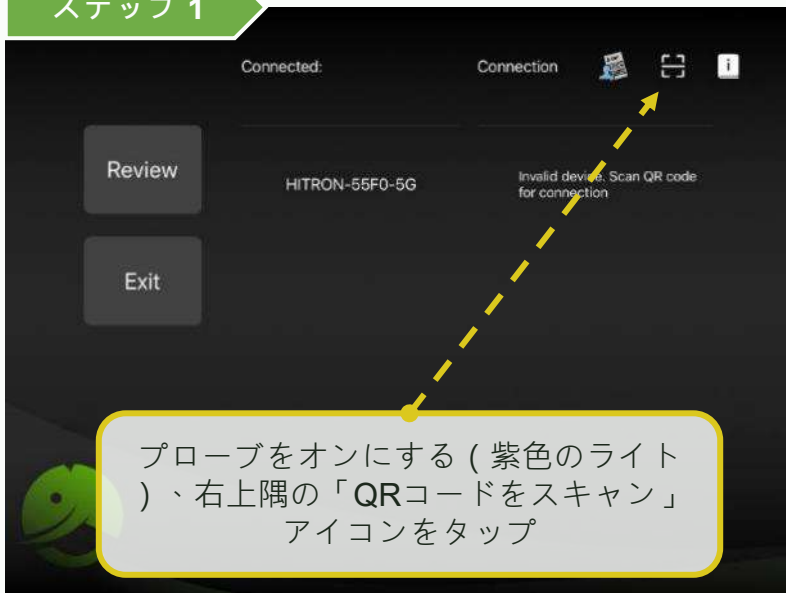 ステップ 1
Connected:
Connection
i
Review
HITRON-55F0-5G
Invalid device. Scan QR code
for connection
Exit
プローブをオンにする ( 紫色のライト
) 、右上隅の「QRコードをスキャン」
アイコンをタップ